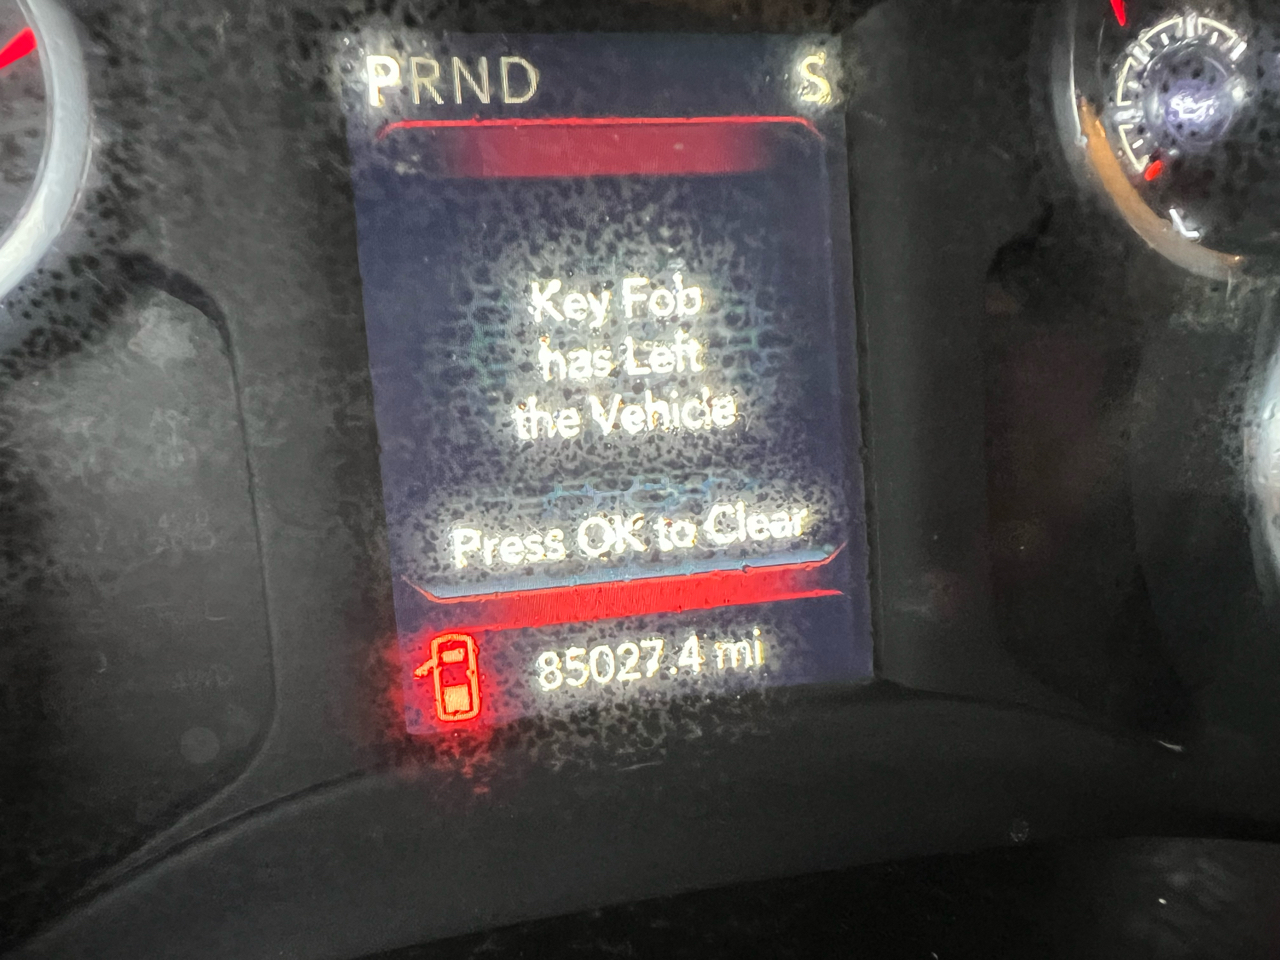 PRND S
Key Fob
has Left
the Vehicle
Press OK to Clear
85027.4 mi